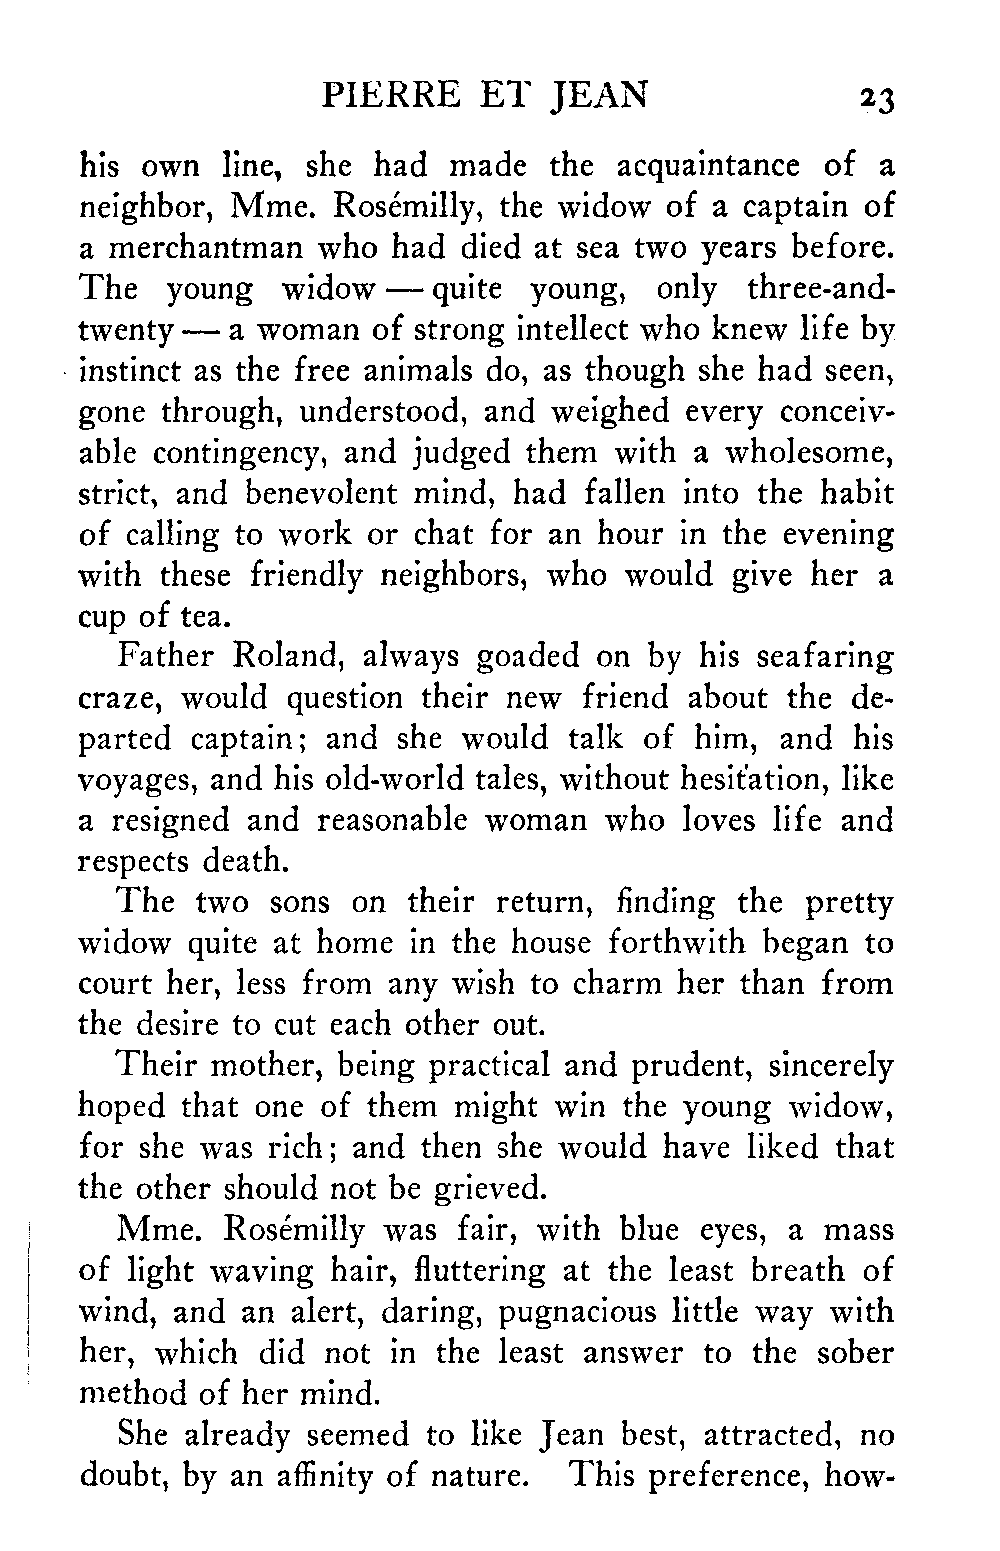 PIERRE ET JEAN 23
his own line, she had made the acquaintance of a
neighbor, Mme. Rosémilly, the widow of a captain of
a merchantman who had died at sea two years before.
The young widow — quite young, only three-and-
twenty — a woman of strong intellect who knew life by
instinct as the free animals do, as though she had seen,
gone through, understood, and weighed every conceiv-
able contingency, and judged them with a wholesome,
strict, and benevolent mind, had fallen into the habit
of calling to work or chat for an hour in the evening
with these friendly neighbors, who would give her a
cup of tea.
Father Roland, always goaded on by his seafaring
craze, would question their new friend about the de-
parted captain; and she would talk of him, and his
voyages, and his old-world tales, without hesitation, like
a resigned and reasonable woman who loves life and
respects death.
The two sons on their return, finding the pretty
widow quite at home in the house forthwith began to
court her, less from any wish to charm her than from
the desire to cut each other out.
Their mother, being practical and prudent, sincerely
hoped that one of them might win the young widow,
for she was rich; and then she would have liked that
the other should not be grieved.
Mme. Rosémilly was fair, with blue eyes, a mass
of light waving hair, fluttering at the least breath of
wind, and an alert, daring, pugnacious little way with
her, which did not in the least answer to the sober
method of her mind.
She already seemed to like Jean best, attracted, no
doubt, by an affinity of nature. This preference, how-